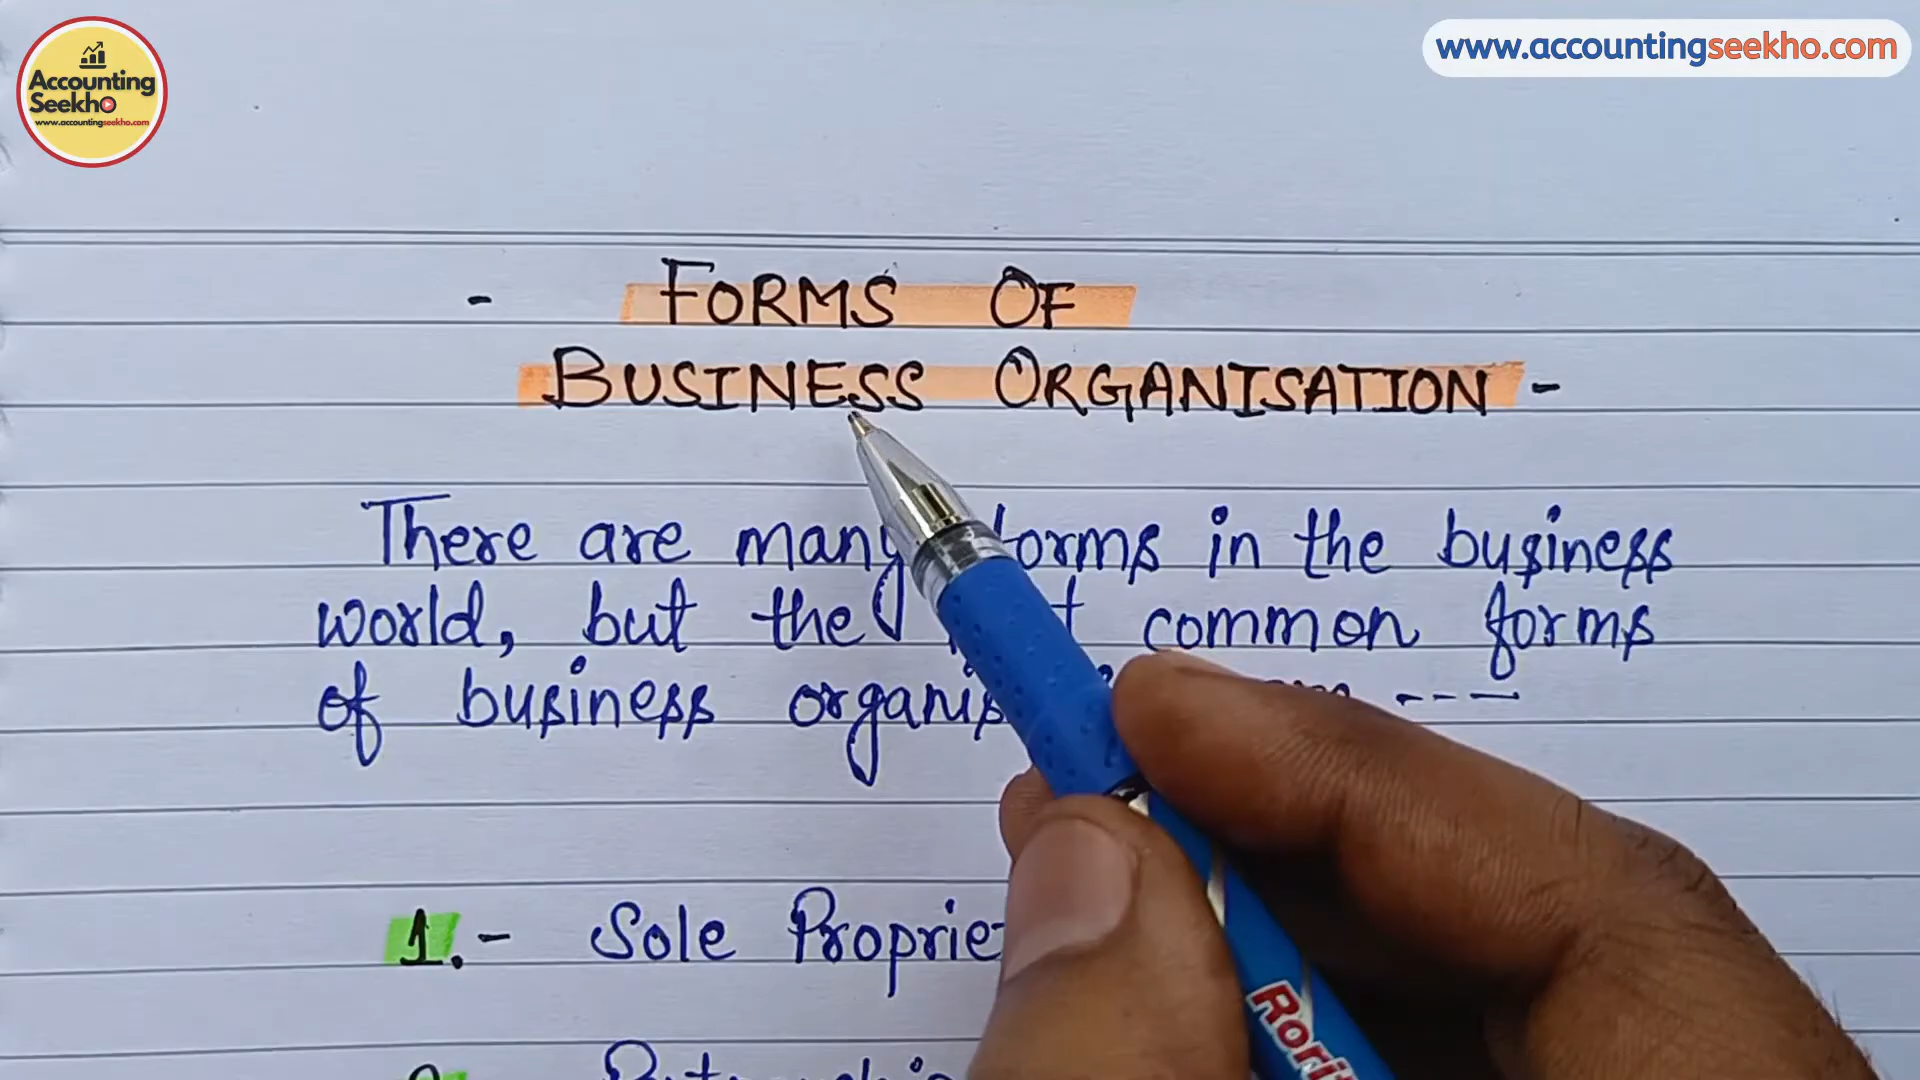 Accounting
Seekho
www.accountingseekho.com
www.accountingseekho.com
- FORMS OF
BUSINESS ORGANISATION -
There are many forms in the business
world, but the common forms
of business
1.- Sole
Rorit